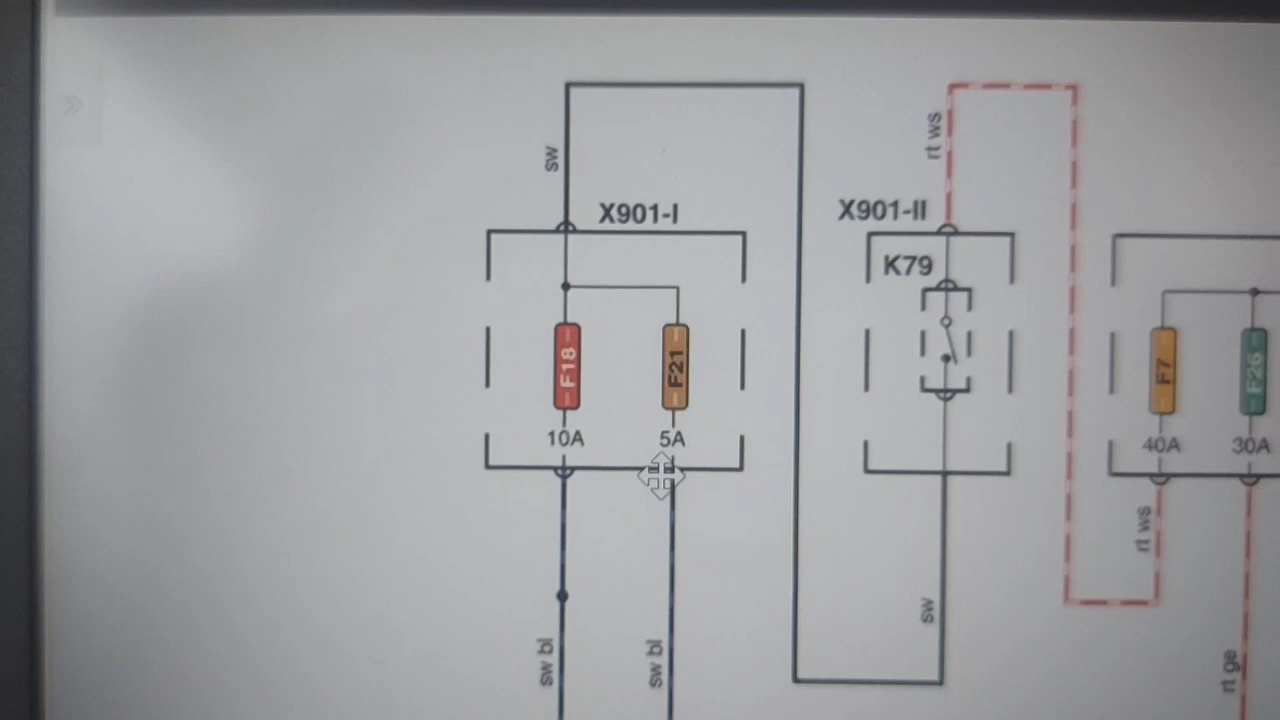 sw
rt ws
X901-I
X901-II
K79
F18
F21
F7
F26
10A
5A
40A
30A
rt ws
sw
sw bl
sw bl
rt ge